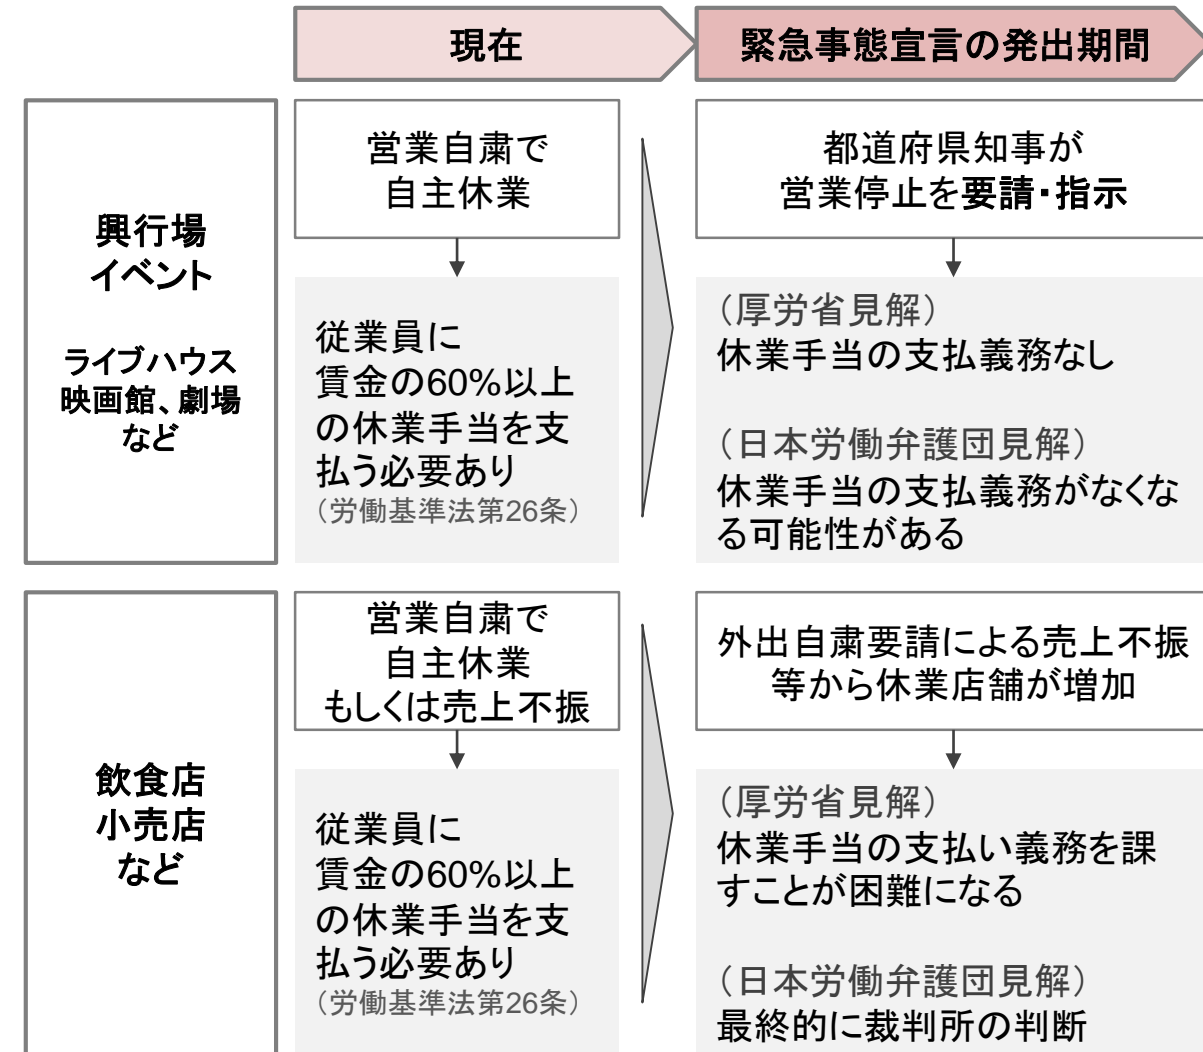 現在
緊急事態宣言の発出期間
興行場
イベント
ライブハウス
映画館、劇場
など
営業自粛で
自主休業
従業員に
賃金の60%以上
の休業手当を支
払う必要あり
（労働基準法第26条）
都道府県知事が
営業停止を要請・指示
（厚労省見解）
休業手当の支払義務なし
（日本労働弁護団見解）
休業手当の支払義務がなくな
る可能性がある
飲食店
小売店
など
営業自粛で
自主休業
もしくは売上不振
従業員に
賃金の60%以上
の休業手当を支
払う必要あり
（労働基準法第26条）
外出自粛要請による売上不振
等から休業店舗が増加
（厚労省見解）
休業手当の支払い義務を課
すことが困難になる
（日本労働弁護団見解）
最終的に裁判所の判断